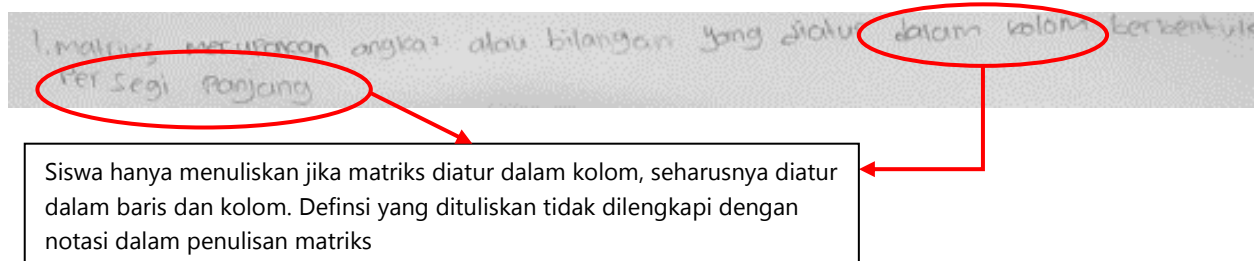 1. matriks merupakan angka² atau bilangan yang diatur dalam kolom berbentuk
Persegi Panjang
Siswa hanya menuliskan jika matriks diatur dalam kolom, seharusnya diatur
dalam baris dan kolom. Definsi yang dituliskan tidak dilengkapi dengan
notasi dalam penulisan matriks